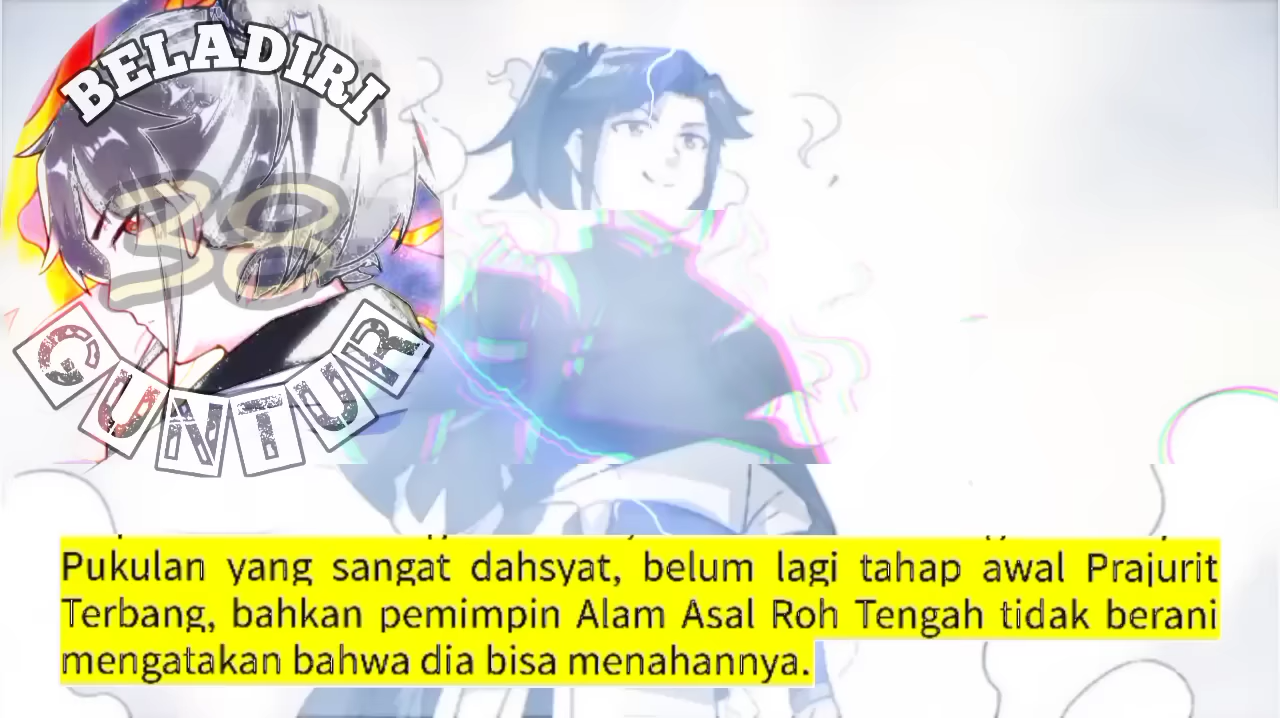 BELADIRI
38
GUNTUR
Pukulan yang sangat dahsyat, belum lagi tahap awal Prajurit
Terbang, bahkan pemimpin Alam Asal Roh Tengah tidak berani
mengatakan bahwa dia bisa menahannya.